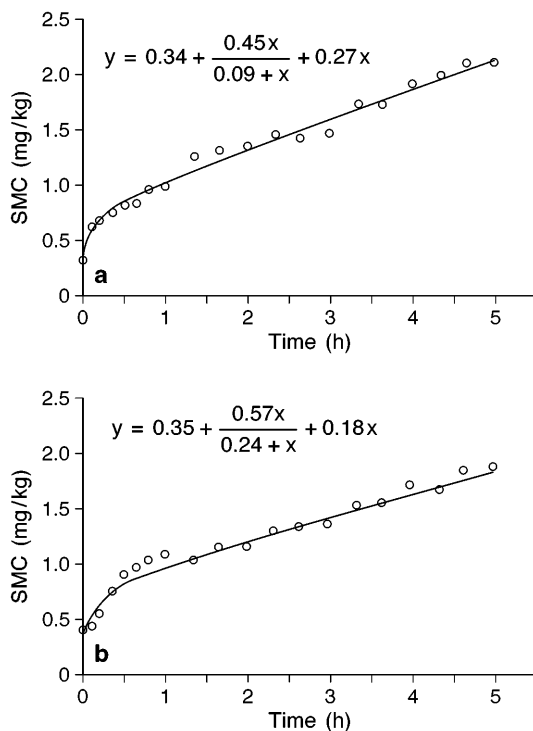 y = 0.34 + 0.45x / 0.09 + x + 0.27x
2.5
2.0
1.5
1.0
0.5
0
SMC (mg/kg)
a
0 1 2 3 4 5
Time (h)
y = 0.35 + 0.57x / 0.24 + x + 0.18x
2.5
2.0
1.5
1.0
0.5
0
SMC (mg/kg)
b
0 1 2 3 4 5
Time (h)